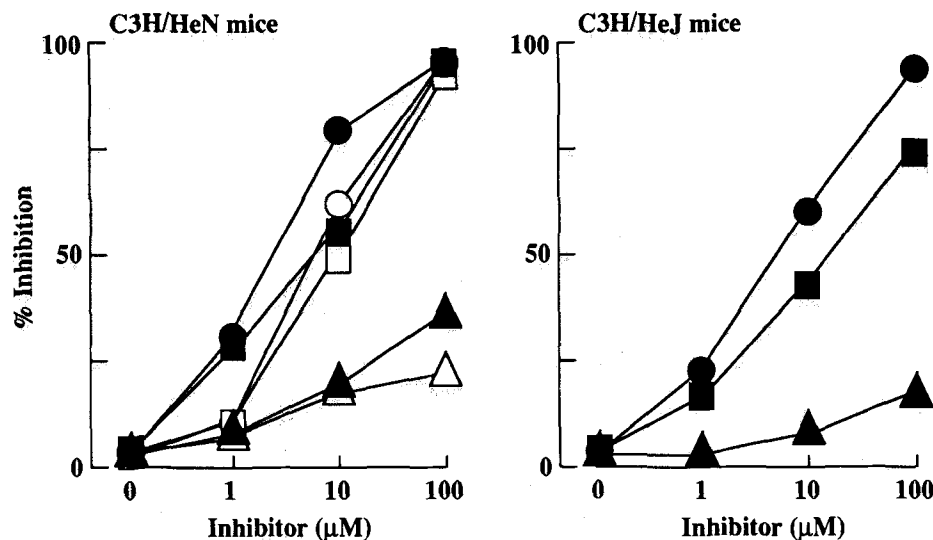 C3H/HeN mice
100
50
0
% Inhibition
0 1 10 100
Inhibitor (μM)
C3H/HeJ mice
100
50
0
0 1 10 100
Inhibitor (μM)